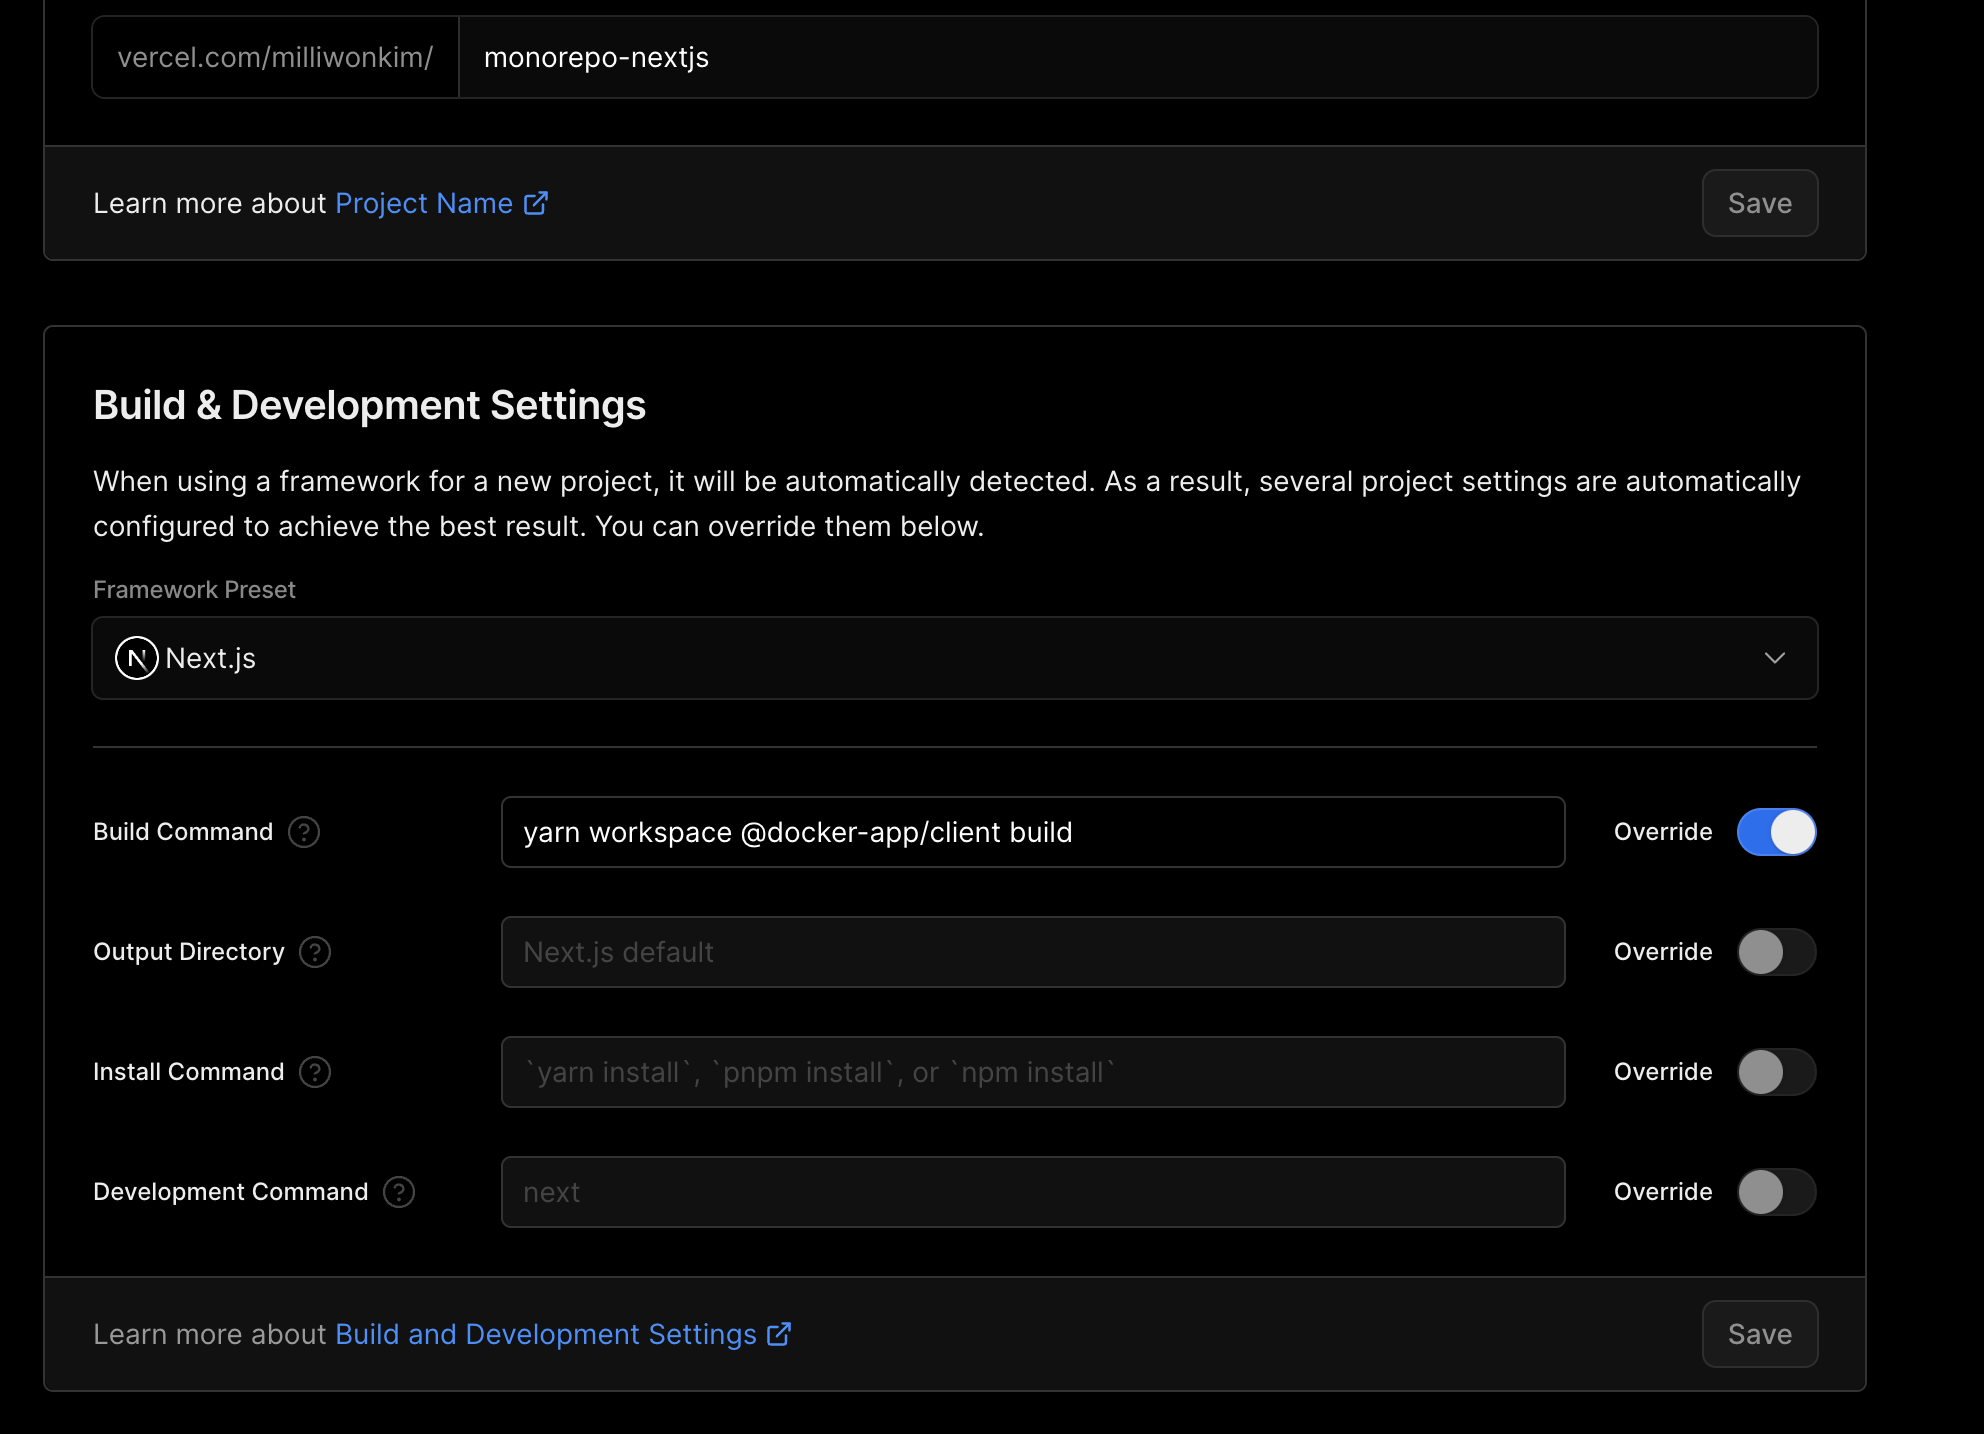 vercel.com/milliwonkim/ monorepo-nextjs
Learn more about Project Name
Save
Build & Development Settings
When using a framework for a new project, it will be automatically detected. As a result, several project settings are automatically
configured to achieve the best result. You can override them below.
Framework Preset
N Next.js
Build Command ? yarn workspace @docker-app/client build Override
Output Directory ? Next.js default Override
Install Command ? `yarn install`, `pnpm install`, or `npm install` Override
Development Command ? next Override
Learn more about Build and Development Settings
Save